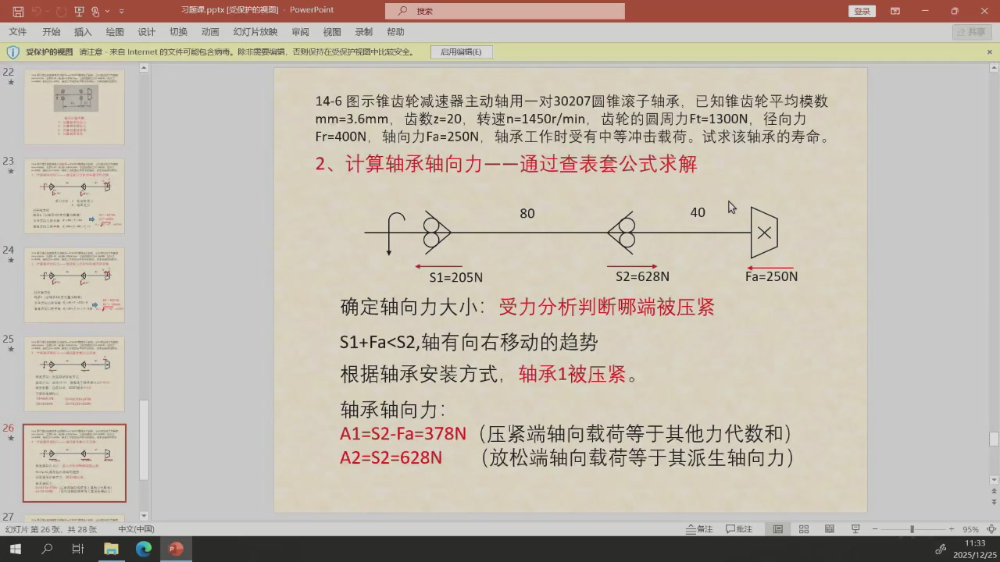 习题课.pptx [受保护的视图] - PowerPoint
搜索
登录
文件 开始 插入 绘图 设计 切换 动画 幻灯片放映 审阅 视图 录制 帮助
共享
受保护的视图 请注意 - 来自 Internet 的文件可能包含病毒。除非需要编辑，否则保持在受保护视图中比较安全。
启用编辑(E)
22
23
24
25
26
27
14-6 图示锥齿轮减速器主动轴用一对30207圆锥滚子轴承，已知锥齿轮平均模数
mm=3.6mm，齿数z=20，转速n=1450r/min，齿轮的圆周力Ft=1300N，径向力
Fr=400N，轴向力Fa=250N，轴承工作时受有中等冲击载荷。试求该轴承的寿命。
2、计算轴承轴向力——通过查表套公式求解
80
40
S1=205N
S2=628N
Fa=250N
确定轴向力大小：受力分析判断哪端被压紧
S1+Fa<S2,轴有向右移动的趋势
根据轴承安装方式，轴承1被压紧。
轴承轴向力：
A1=S2-Fa=378N（压紧端轴向载荷等于其他力代数和）
A2=S2=628N （放松端轴向载荷等于其派生轴向力）
幻灯片 第 26 张，共 28 张 中文(中国)
备注 批注
95%
11:33
2025/12/25